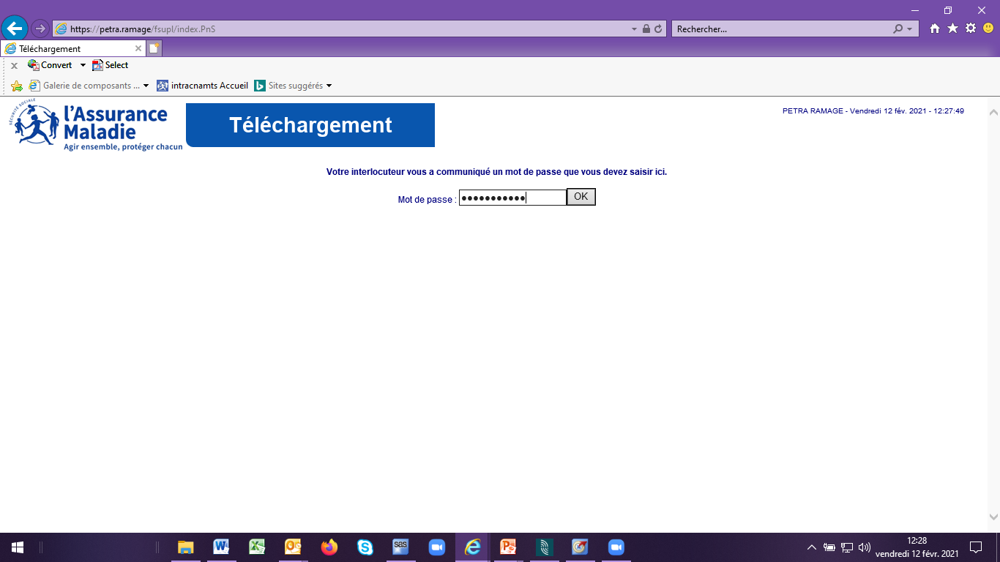 https://petra.ramage/fsupl/index.PnS
Rechercher...
Téléchargement
x Convert Select
Galerie de composants ... intracnamts Accueil Sites suggérés
SÉCURITÉ SOCIALE
l'Assurance
Maladie
Agir ensemble, protéger chacun
Téléchargement
PETRA RAMAGE - Vendredi 12 fév. 2021 - 12:27:49
Votre interlocuteur vous a communiqué un mot de passe que vous devez saisir ici.
Mot de passe : ●●●●●●●●●●● OK
12:28
vendredi 12 févr. 2021